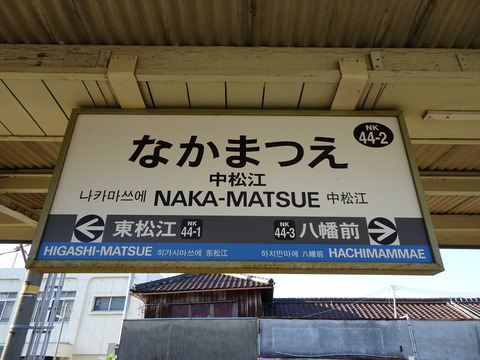 なかまつえ
NK
44-2
中松江
나카마쓰에 NAKA-MATSUE 中松江
東松江 NK 44-1 NK 44-3 八幡前
HIGASHI-MATSUE 히가시마쓰에 东松江 하치만마에 八幡前 HACHIMAMMAE